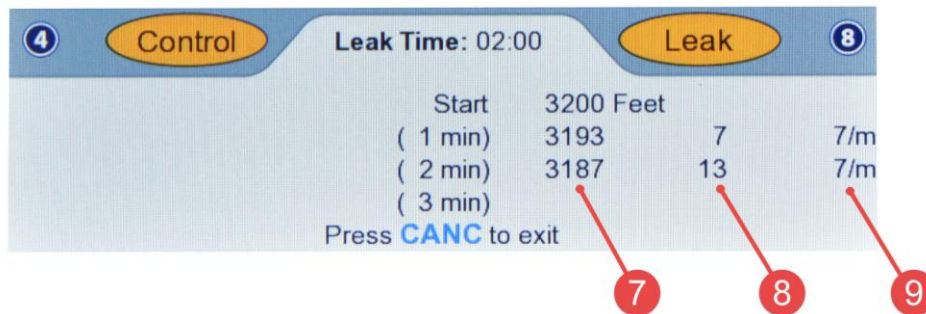 4 Control Leak Time: 02:00 Leak 8
Start 3200 Feet
( 1 min) 3193 7 7/m
( 2 min) 3187 13 7/m
( 3 min)
Press CANC to exit
7 8 9